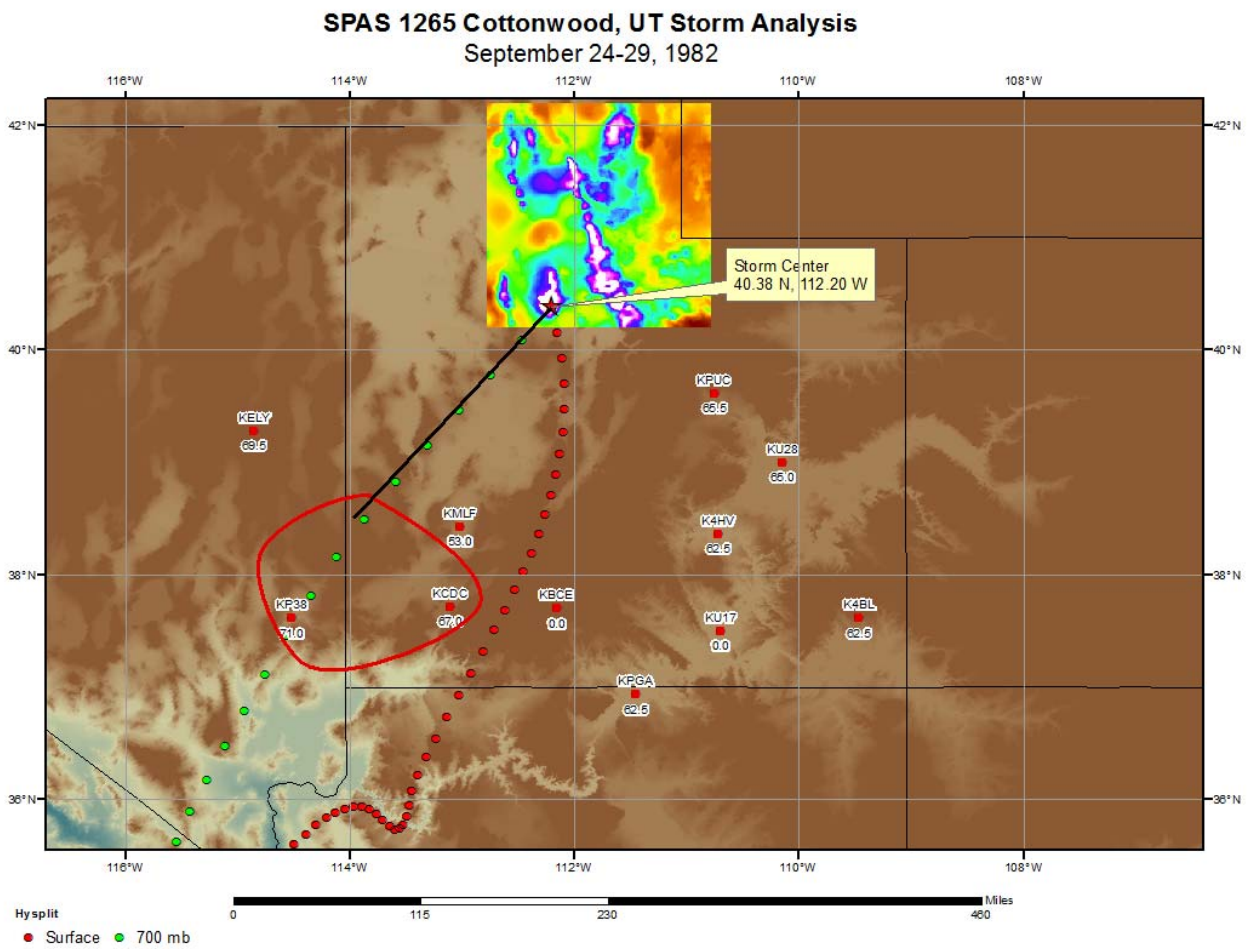 SPAS 1265 Cottonwood, UT Storm Analysis
September 24-29, 1982
116°W 114°W 112°W 110°W 108°W
42°N 42°N
Storm Center
40.38 N, 112.20 W
40°N 40°N
KPUC
65.5
KELY
69.5
KU28
65.0
KMLF
53.0
K4HV
62.5
38°N 38°N
KP38
71.0
KCDC
67.0
KBCE
0.0
KU17
0.0
K4BL
62.5
KPGA
62.5
36°N 36°N
116°W 114°W 112°W 110°W 108°W
Miles
0 115 230 460
Hysplit
Surface 700 mb